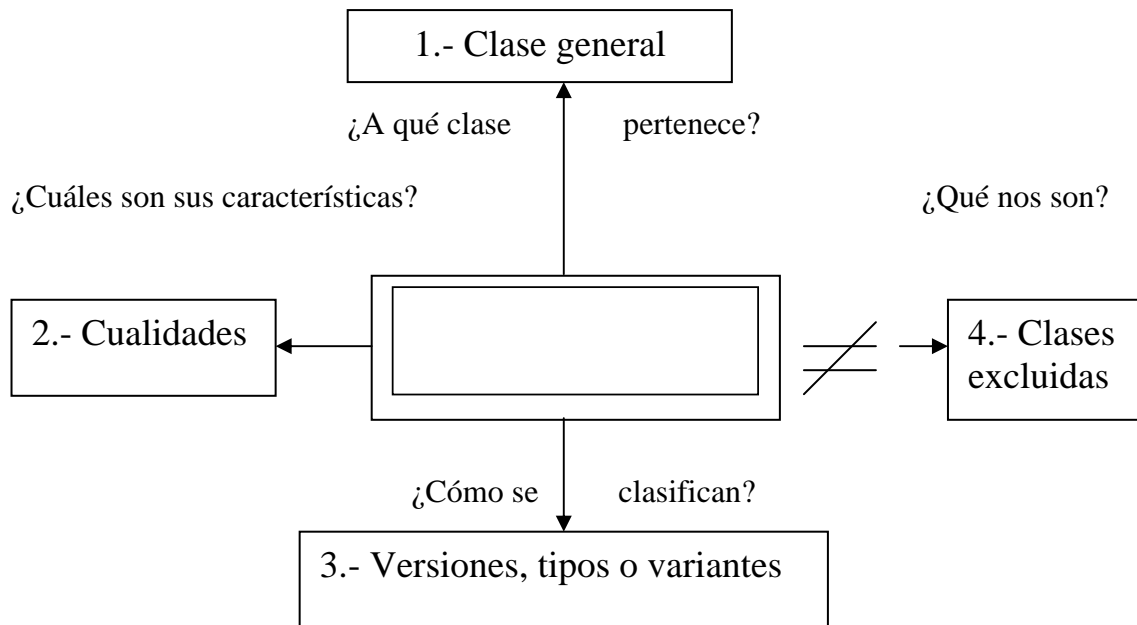 1.- Clase general
¿A qué clase pertenece?
¿Cuáles son sus características?
¿Qué nos son?
2.- Cualidades
4.- Clases
excluidas
¿Cómo se clasifican?
3.- Versiones, tipos o variantes